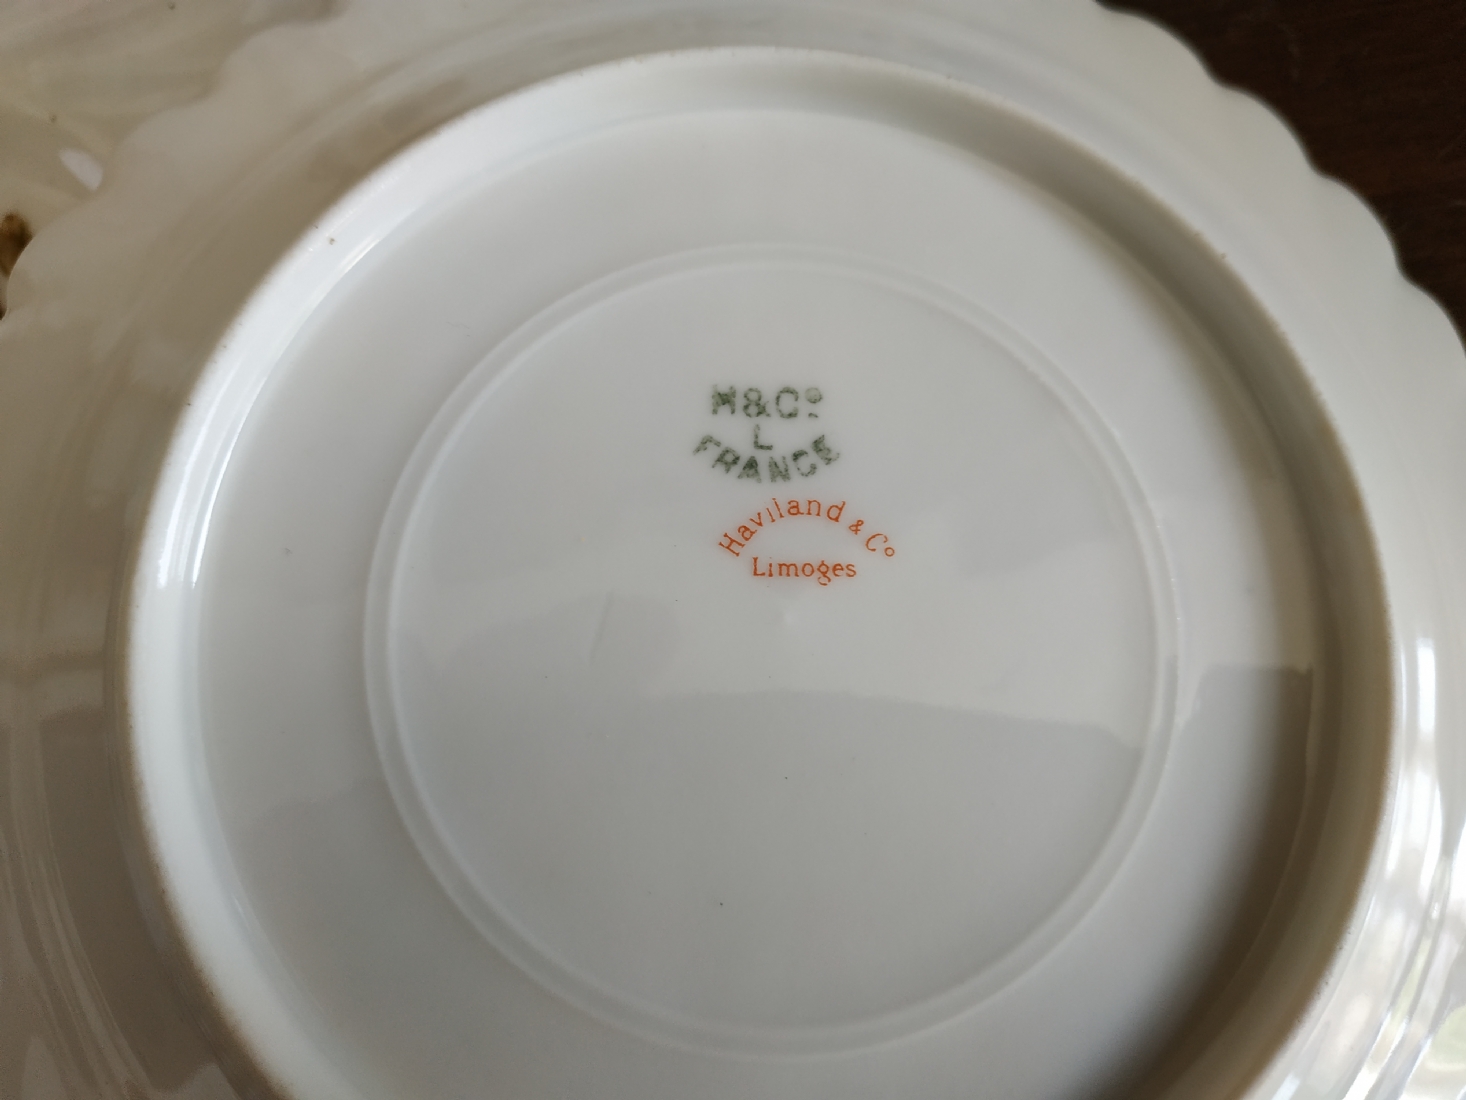 H&Cº
L
FRANCE
Haviland & Cº
Limoges